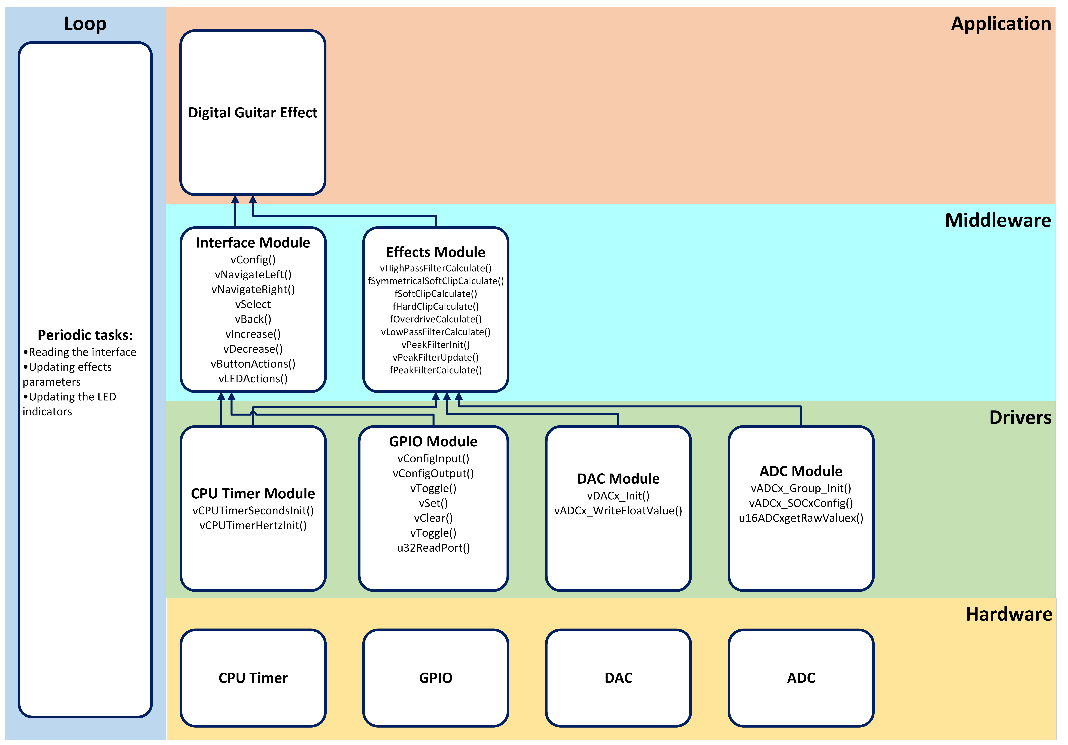 Loop
Periodic tasks:
•Reading the interface
•Updating effects
parameters
•Updating the LED
indicators
Application
Digital Guitar Effect
Middleware
Interface Module
vConfig()
vNavigateLeft()
vNavigateRight()
vSelect
vBack()
vIncrease()
vDecrease()
vButtonActions()
vLEDActions()
Effects Module
vHighPassFilterCalculate()
fSymmetricalSoftClipCalculate()
fSoftClipCalculate()
fHardClipCalculate()
fOverdriveCalculate()
vLowPassFilterCalculate()
vPeakFilterInit()
vPeakFilterUpdate()
fPeakFilterCalculate()
Drivers
CPU Timer Module
vCPUTimerSecondsInit()
vCPUTimerHertzInit()
GPIO Module
vConfigInput()
vConfigOutput()
vToggle()
vSet()
vClear()
vToggle()
u32ReadPort()
DAC Module
vDACx_Init()
vADCx_WriteFloatValue()
ADC Module
vADCx_Group_Init()
vADCx_SOCxConfig()
u16ADCxgetRawValuex()
Hardware
CPU Timer
GPIO
DAC
ADC